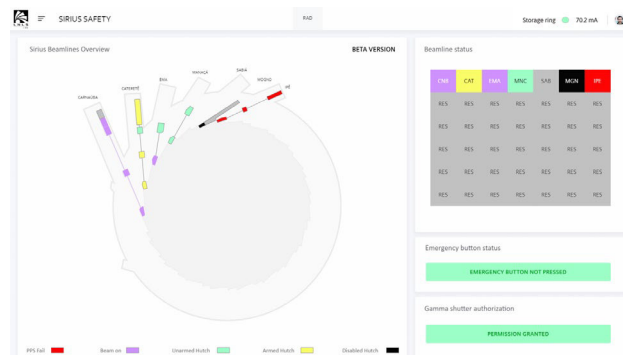 SIRIUS SAFETY
RAD
Storage ring 70.2 mA
Sirius Beamlines Overview
BETA VERSION
Beamline status
CARNAÚBA
CATERETÊ
EMA
MANACÁ
SABIÁ
MOGNO
IPÊ
CNB CAT EMA MNC SAB MGN IPE
RES RES RES RES RES RES RES
RES RES RES RES RES RES RES
RES RES RES RES RES RES RES
RES RES RES RES RES RES RES
RES RES RES RES RES RES RES
Emergency button status
EMERGENCY BUTTON NOT PRESSED
Gamma shutter authorization
PERMISSION GRANTED
PPS Fail
Beam on
Unarmed Hutch
Armed Hutch
Disabled Hutch